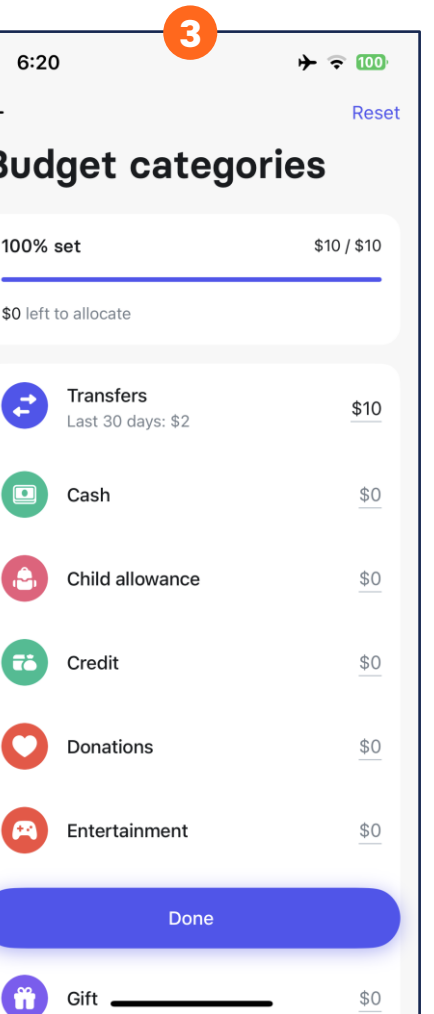 3
6:20
100
Reset
Budget categories
100% set
$10 / $10
$0 left to allocate
Transfers
$10
Last 30 days: $2
Cash
$0
Child allowance
$0
Credit
$0
Donations
$0
Entertainment
$0
Done
Gift
$0